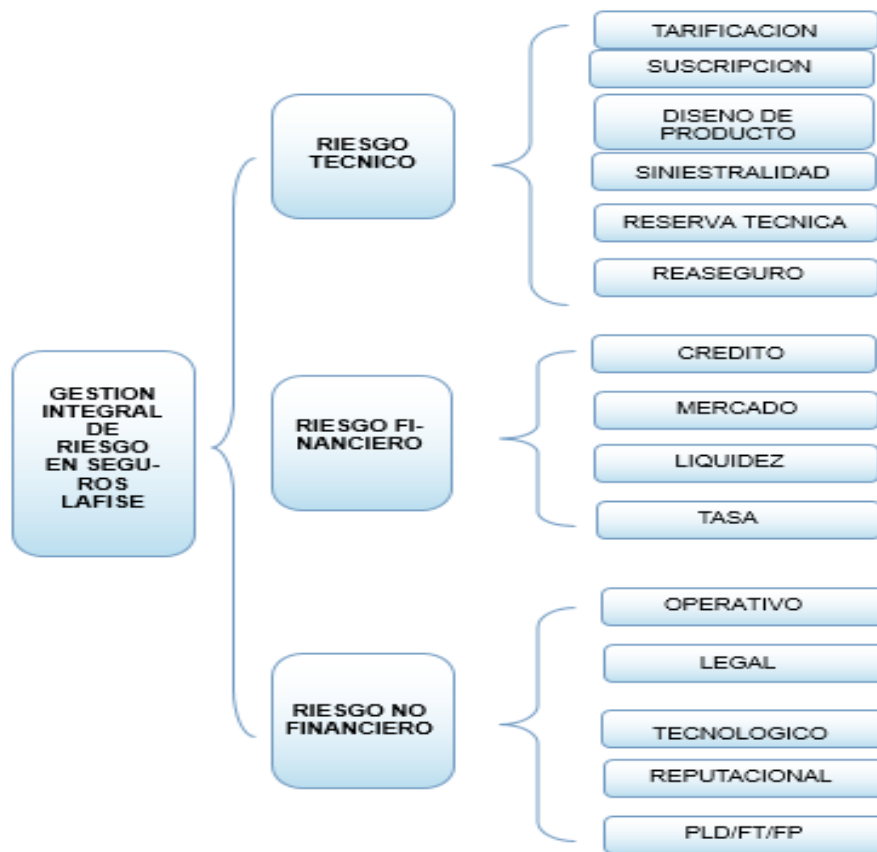 GESTION
INTEGRAL
DE
RIESGO
EN SEGU-
ROS
LAFISE
RIESGO
TECNICO
TARIFICACION
SUSCRIPCION
DISENO DE
PRODUCTO
SINIESTRALIDAD
RESERVA TECNICA
REASEGURO
RIESGO FI-
NANCIERO
CREDITO
MERCADO
LIQUIDEZ
TASA
RIESGO NO
FINANCIERO
OPERATIVO
LEGAL
TECNOLOGICO
REPUTACIONAL
PLD/FT/FP